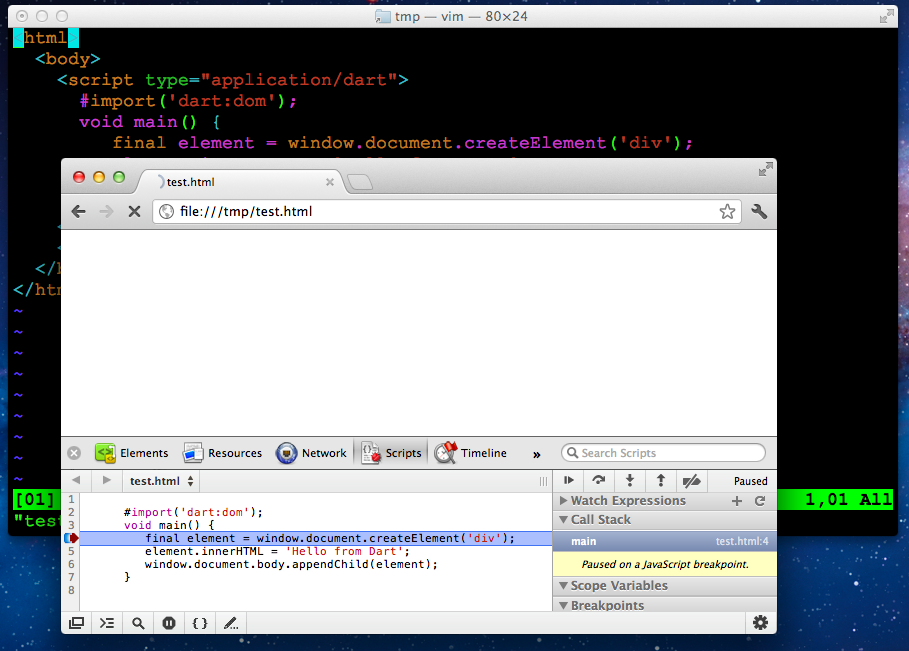 tmp — vim — 80×24
<html>
<body>
<script type="application/dart">
#import('dart:dom');
void main() {
final element = window.document.createElement('div');
</htm
~
~
~
~
~
~
~
~
~
[01]
1,01 All
"tes
test.html
file:///tmp/test.html
Elements
Resources
Network
Scripts
Timeline
»
Search Scripts
test.html
Paused
1
2 #import('dart:dom');
3 void main() {
4 final element = window.document.createElement('div');
5 element.innerHTML = 'Hello from Dart';
6 window.document.body.appendChild(element);
7 }
8
Watch Expressions
Call Stack
main test.html:4
Paused on a JavaScript breakpoint.
Scope Variables
Breakpoints